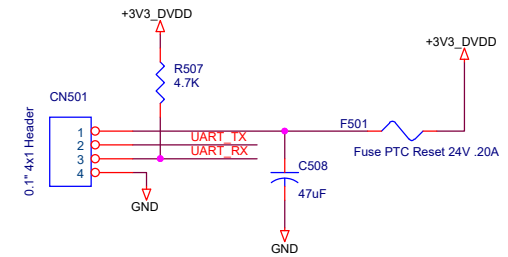 +3V3_DVDD
+3V3_DVDD
R507
4.7K
CN501
0.1" 4x1 Header
1
2
3
4
UART_TX
UART_RX
F501
Fuse PTC Reset 24V .20A
C508
47uF
GND
GND